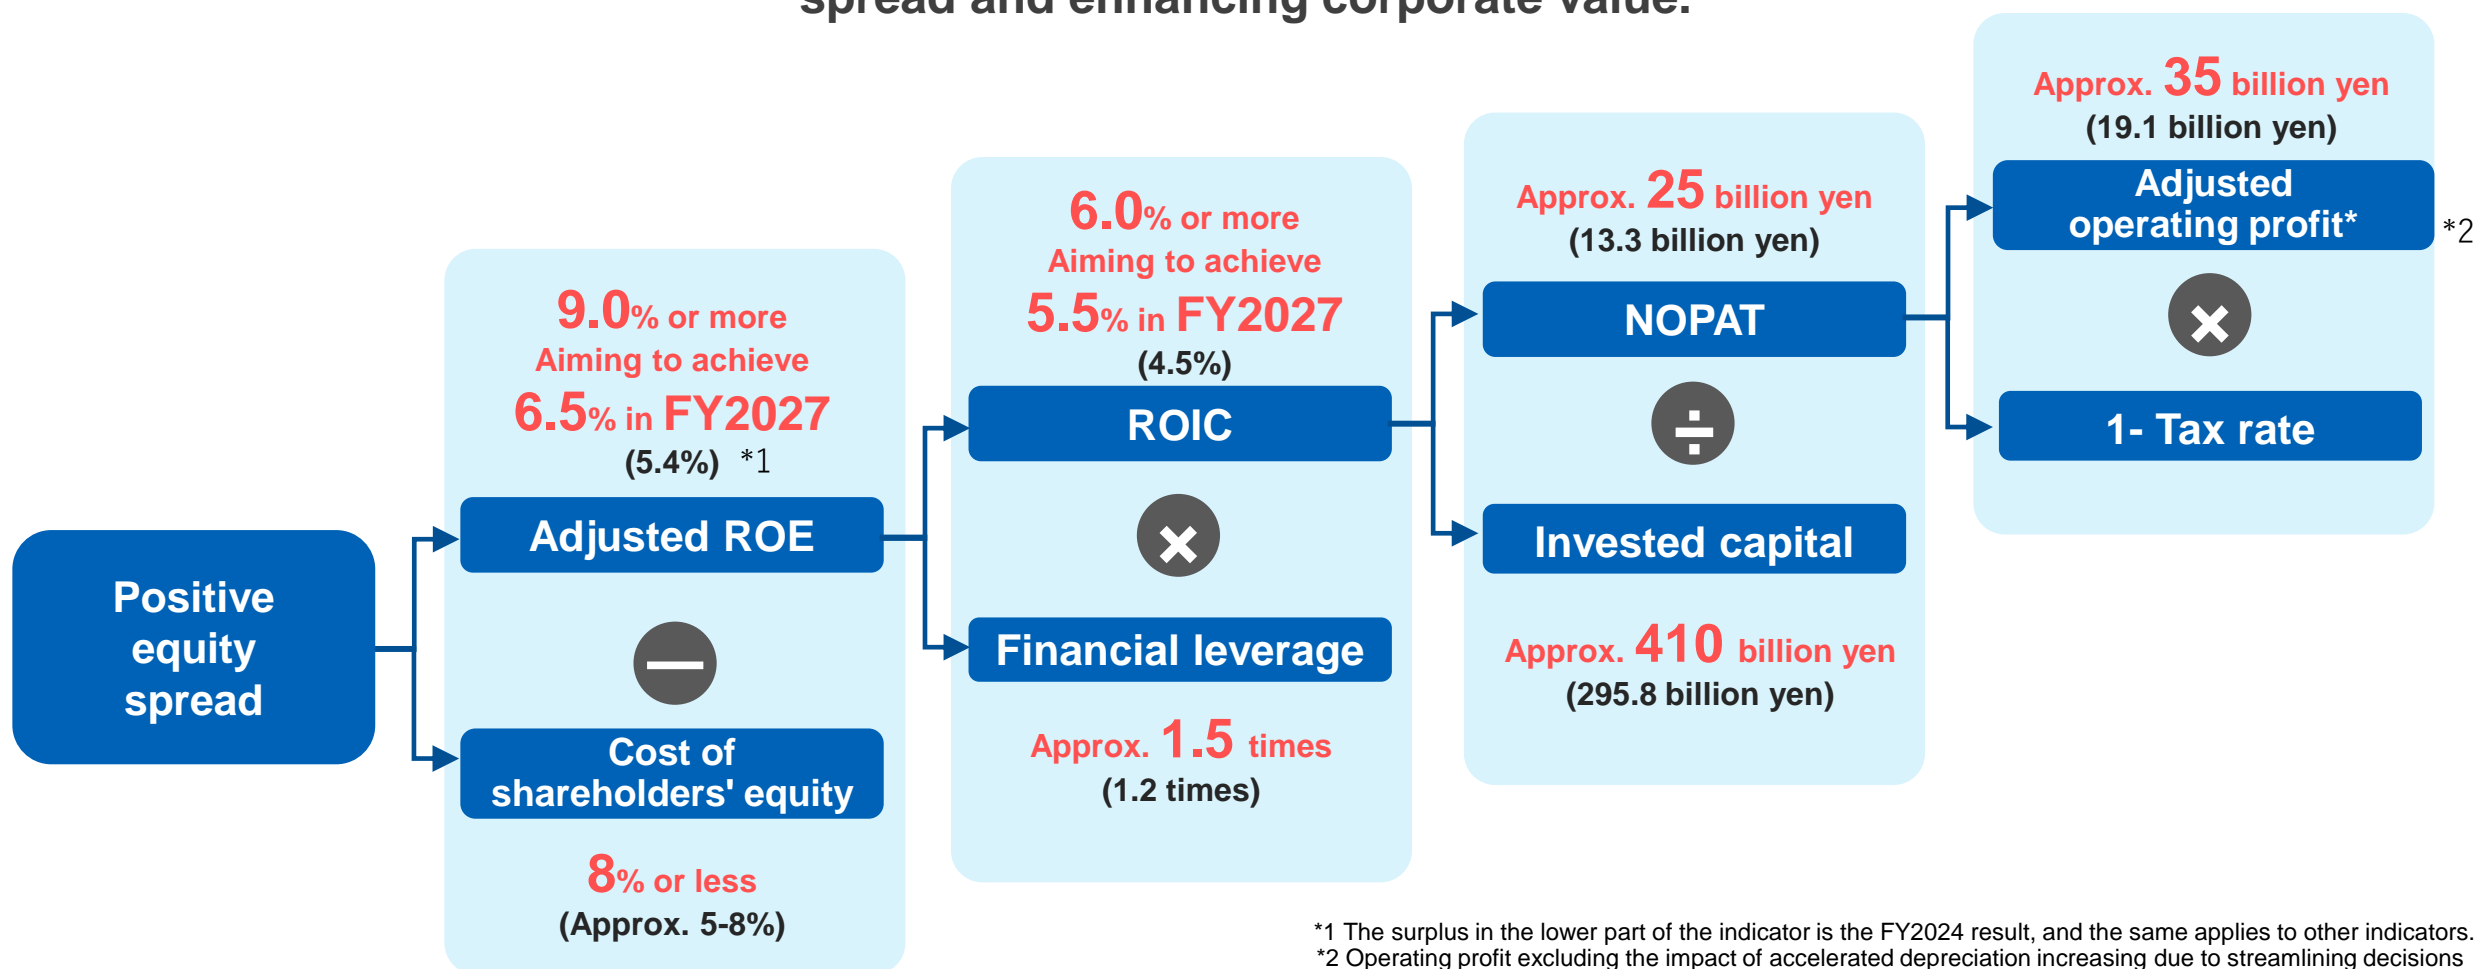 spread and enhancing corporate value.
Positive
equity
spread
9.0% or more
Aiming to achieve
6.5% in FY2027
(5.4%) *1
Adjusted ROE
—
Cost of
shareholders' equity
8% or less
(Approx. 5-8%)
6.0% or more
Aiming to achieve
5.5% in FY2027
(4.5%)
ROIC
×
Financial leverage
Approx. 1.5 times
(1.2 times)
Approx. 25 billion yen
(13.3 billion yen)
NOPAT
÷
Invested capital
Approx. 410 billion yen
(295.8 billion yen)
Approx. 35 billion yen
(19.1 billion yen)
Adjusted
operating profit* *2
×
1- Tax rate
*1 The surplus in the lower part of the indicator is the FY2024 result, and the same applies to other indicators.
*2 Operating profit excluding the impact of accelerated depreciation increasing due to streamlining decisions